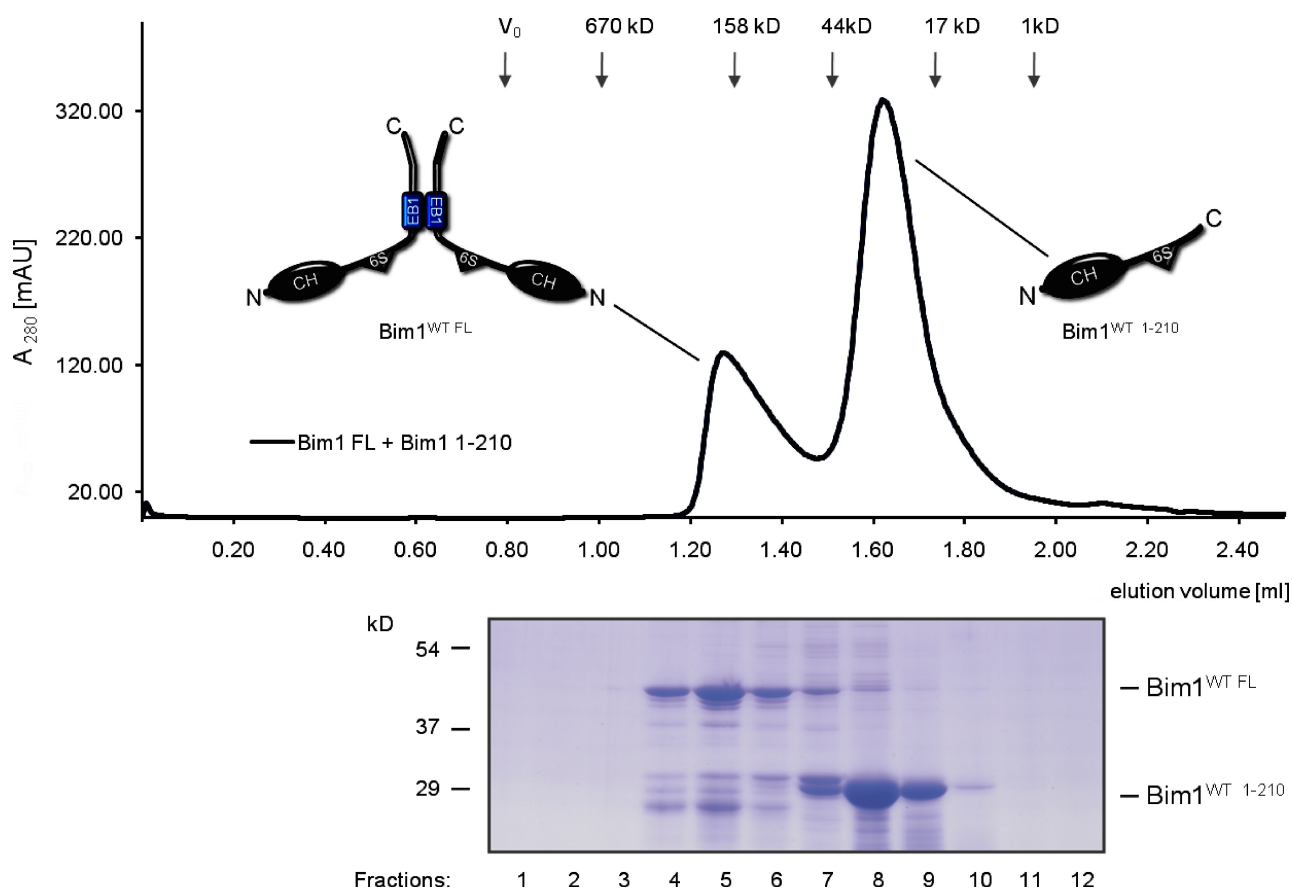 V0 670 kD 158 kD 44kD 17 kD 1kD
320.00
220.00
120.00
20.00
A 280 [mAU]
C C
EB1 EB1
6S 6S
CH CH
N N
Bim1WT FL
C
6S
CH
N
Bim1WT 1-210
Bim1 FL + Bim1 1-210
0.20 0.40 0.60 0.80 1.00 1.20 1.40 1.60 1.80 2.00 2.20 2.40
elution volume [ml]
kD
54
37
29
Bim1WT FL
Bim1WT 1-210
Fractions: 1 2 3 4 5 6 7 8 9 10 11 12